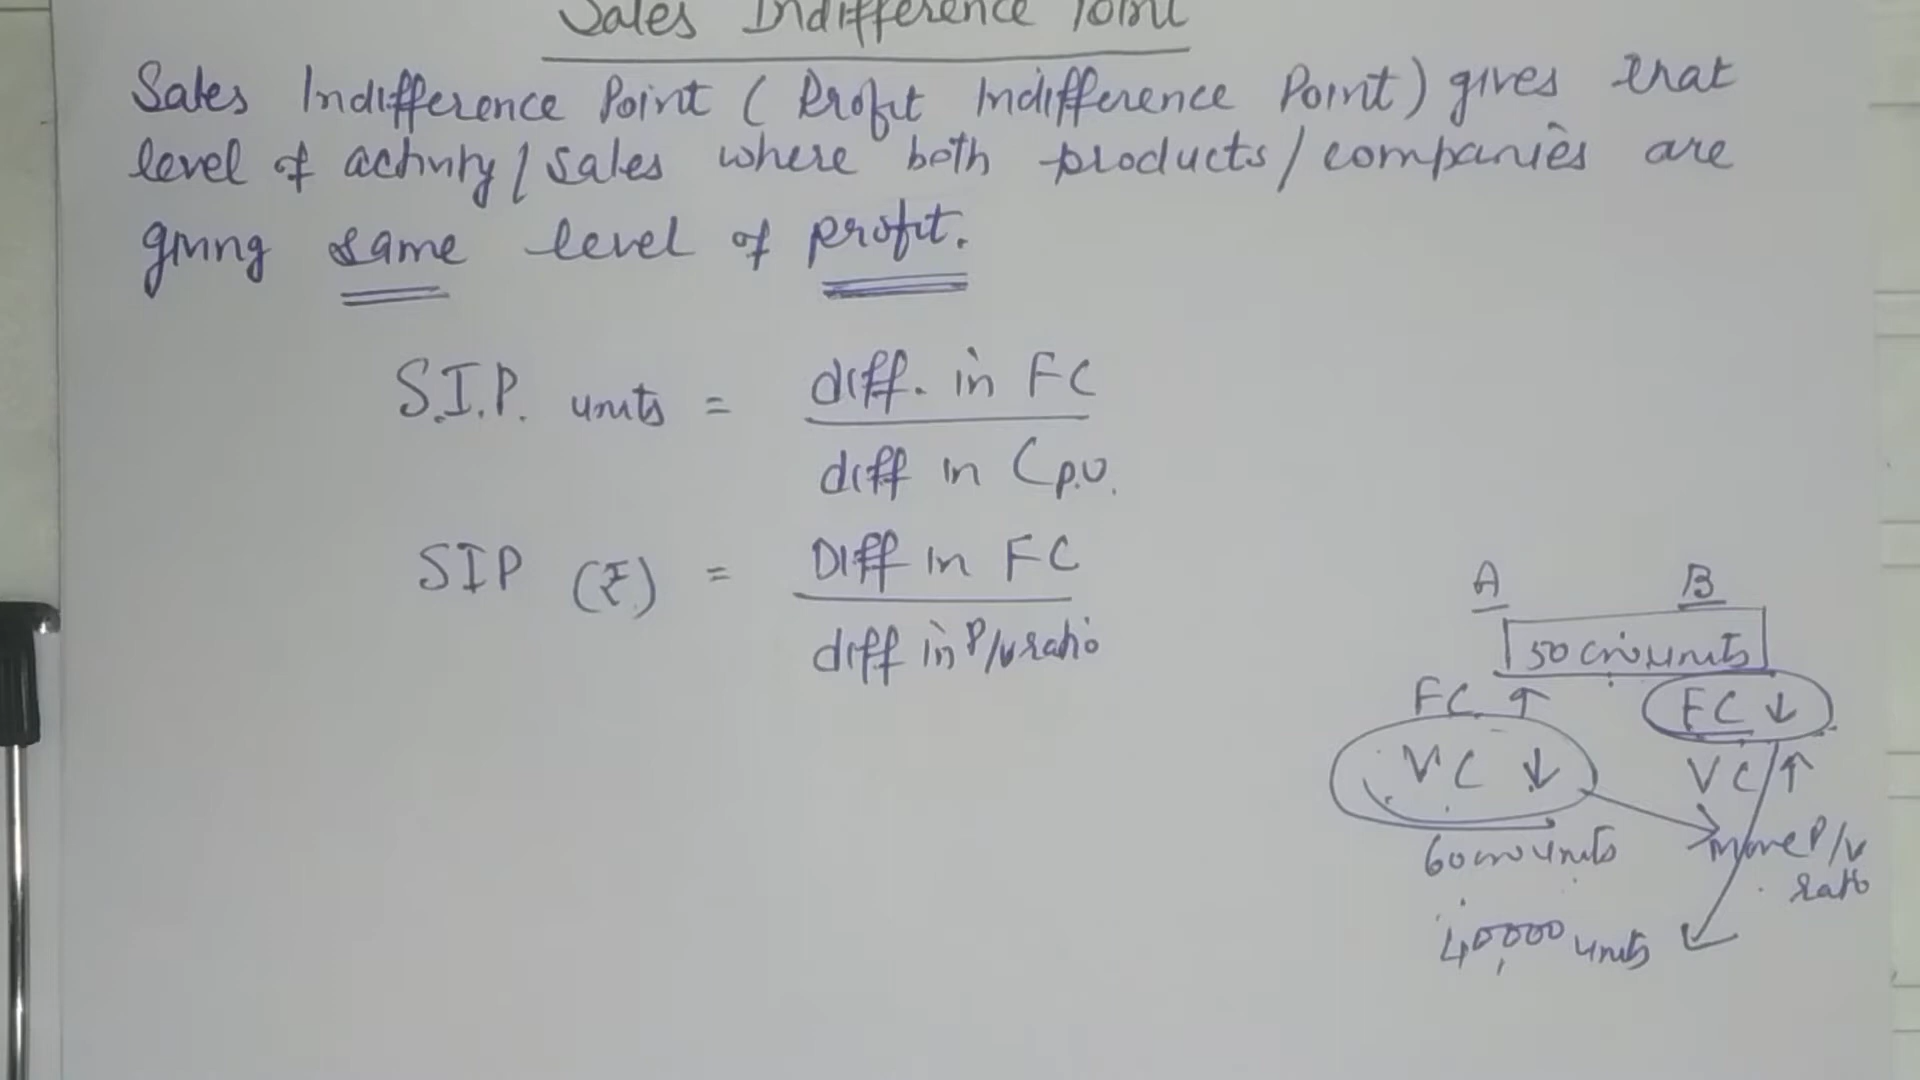 Sales Indifference Point
Sales Indifference Point (Profit Indifference Point) gives that
level of activity/sales where both products/companies are
giving same level of profit.
S.I.P. units = diff. in FC
diff in C p.u.
SIP (₹) = Diff in FC
diff in P/v ratio
A B
50,000 units
FC ↑ FC ↓
VC ↓ VC ↑
60,000 units more P/v
ratio
40,000 units